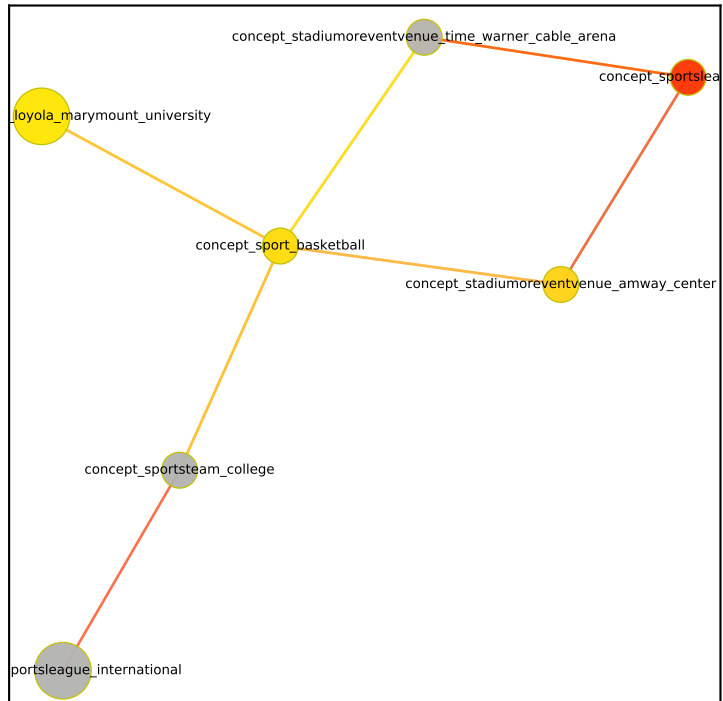 concept_stadiumoreventvenue_time_warner_cable_arena
concept_sportslea
_loyola_marymount_university
concept_sport_basketball
concept_stadiumoreventvenue_amway_center
concept_sportsteam_college
portsleague_international